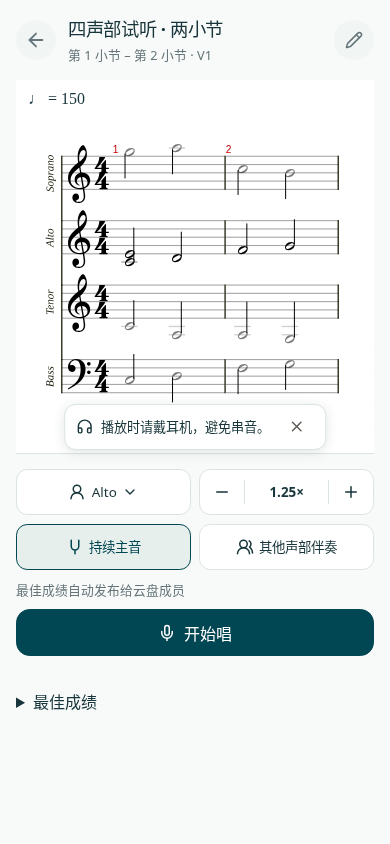 四声部试听 · 两小节
第 1 小节 – 第 2 小节 · V1
♩ = 150
1
2
Soprano
Alto
Tenor
Bass
播放时请戴耳机，避免串音。
Alto
1.25×
持续主音
其他声部伴奏
最佳成绩自动发布给云盘成员
开始唱
最佳成绩